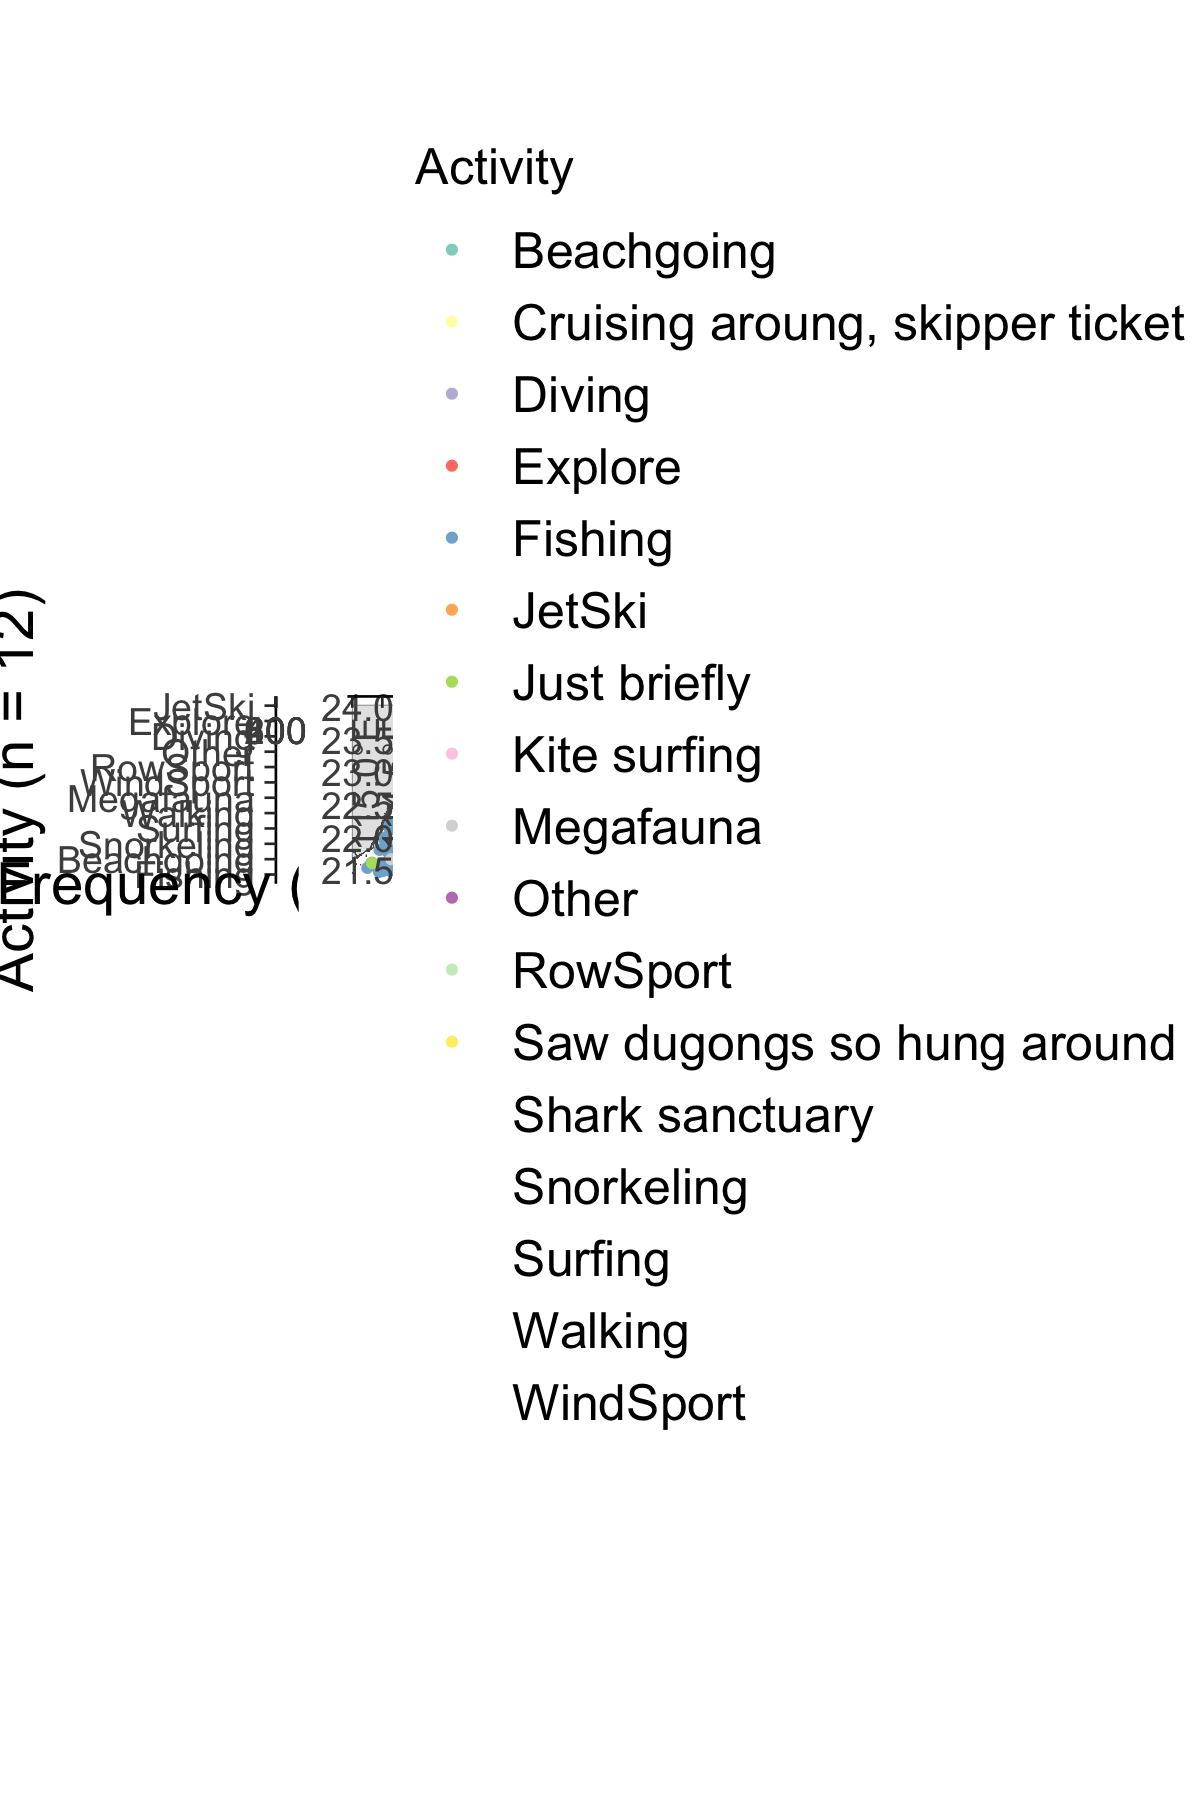 Activity
Beachgoing
Cruising aroung, skipper ticket
Diving
Explore
Fishing
JetSki
Just briefly
Kite surfing
Megafauna
Other
RowSport
Saw dugongs so hung around
Shark sanctuary
Snorkeling
Surfing
Walking
WindSport
Activity (n = 12)
JetSki
Explore
Diving
Other
RowSport
WindSport
Megafauna
Walking
Surfing
Snorkeling
Beachgoing
Fishing
Frequency (
24.0
23.5
23.0
22.5
22.0
21.5